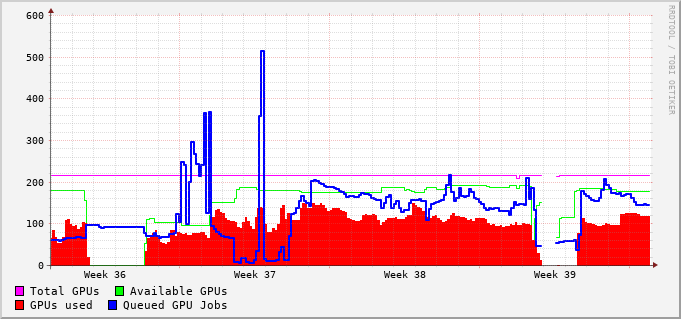 600
500
400
300
200
100
0
Week 36 Week 37 Week 38 Week 39
Total GPUs Available GPUs
GPUs used Queued GPU Jobs
RRDTOOL / TOBI OETIKER